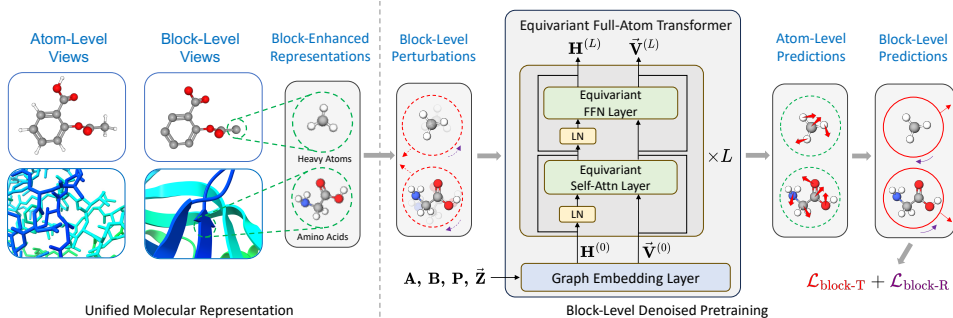 Atom-Level
Views
Block-Level
Views
Block-Enhanced
Representations
Heavy Atoms
Amino Acids
Unified Molecular Representation
Block-Level
Perturbations
Equivariant Full-Atom Transformer
H^(L)
V⃗^(L)
Equivariant
FFN Layer
LN
Equivariant
Self-Attn Layer
LN
×L
H^(0)
V⃗^(0)
A, B, P, Z⃗
Graph Embedding Layer
Atom-Level
Predictions
Block-Level
Predictions
ℒ_block-T + ℒ_block-R
Block-Level Denoised Pretraining